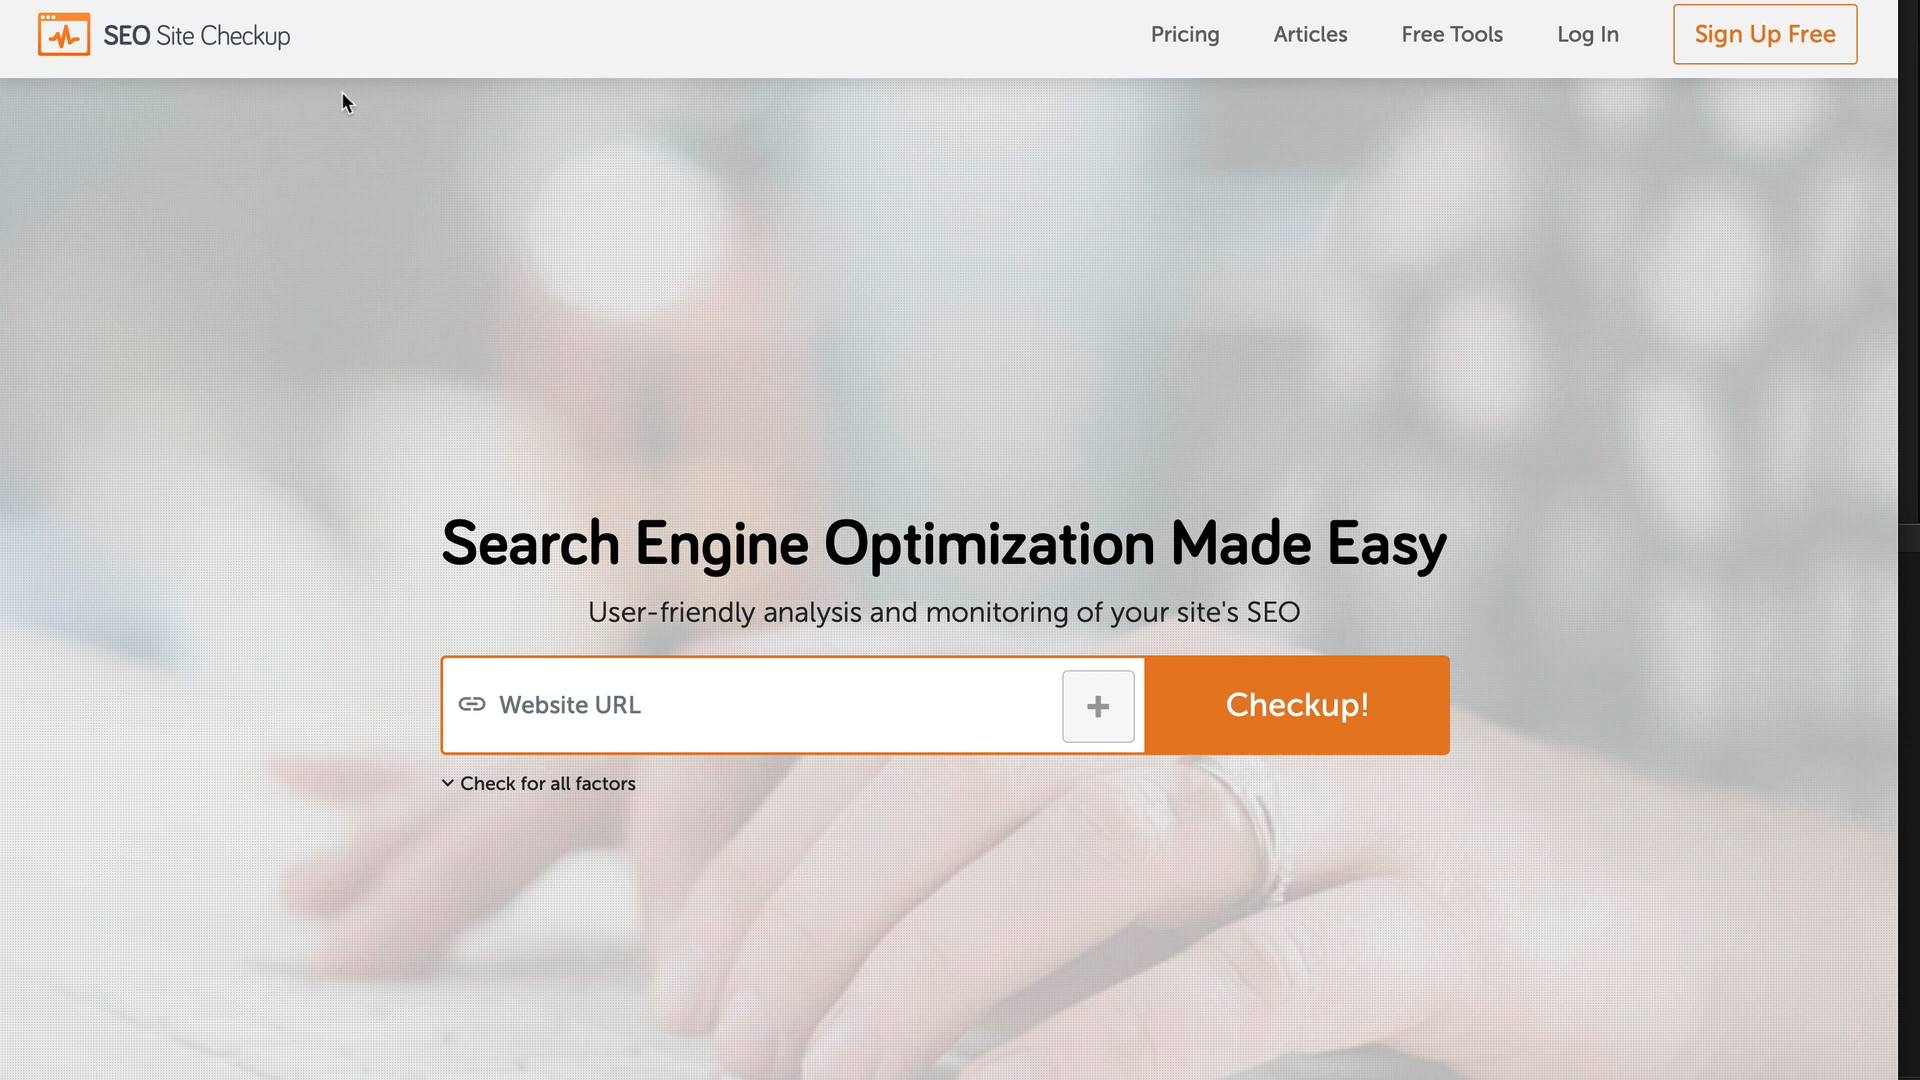 SEO Site Checkup
Pricing
Articles
Free Tools
Log In
Sign Up Free
Search Engine Optimization Made Easy
User-friendly analysis and monitoring of your site's SEO
Website URL
+
Checkup!
Check for all factors